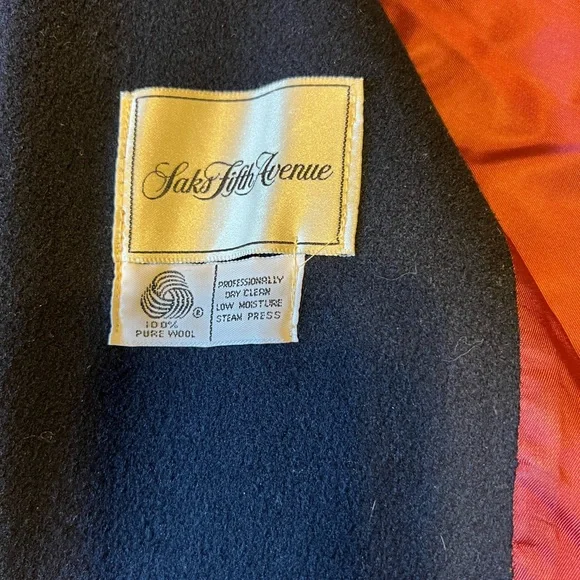 Saks Fifth Avenue
®
100%
PURE WOOL
PROFESSIONALLY
DRY CLEAN
LOW MOISTURE
STEAM PRESS